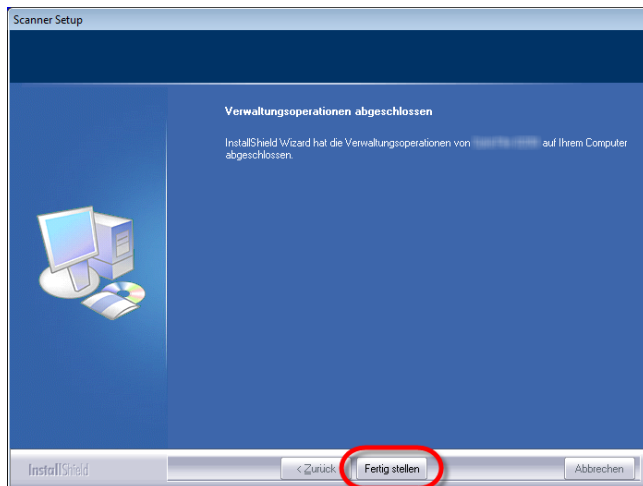 Scanner Setup
Verwaltungsoperationen abgeschlossen
InstallShield Wizard hat die Verwaltungsoperationen von auf Ihrem Computer
abgeschlossen.
InstallShield
< Zurück
Fertig stellen
Abbrechen